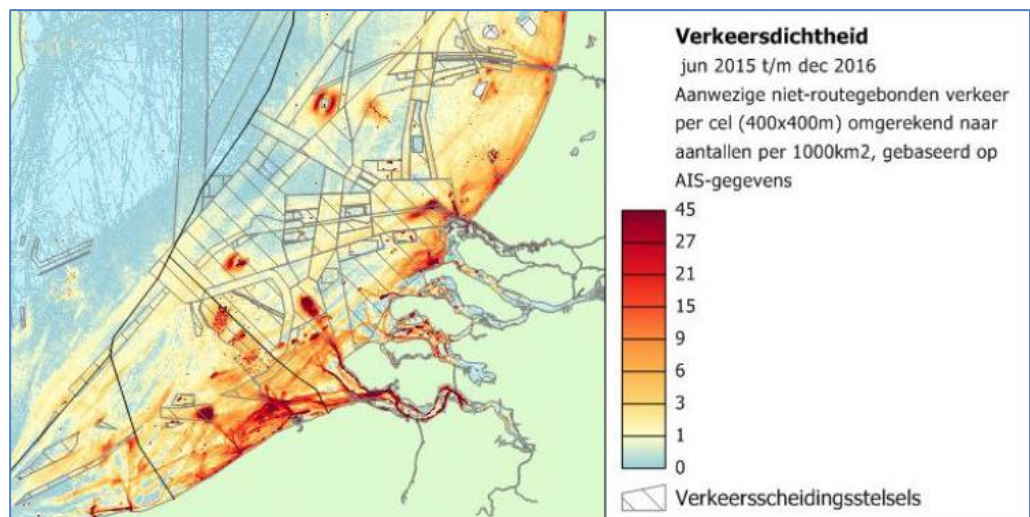 Verkeersdichtheid
jun 2015 t/m dec 2016
Aanwezige niet-routegebonden verkeer
per cel (400x400m) omgerekend naar
aantallen per 1000km2, gebaseerd op
AIS-gegevens
45
27
21
15
9
6
3
1
0
Verkeersscheidingsstelsels